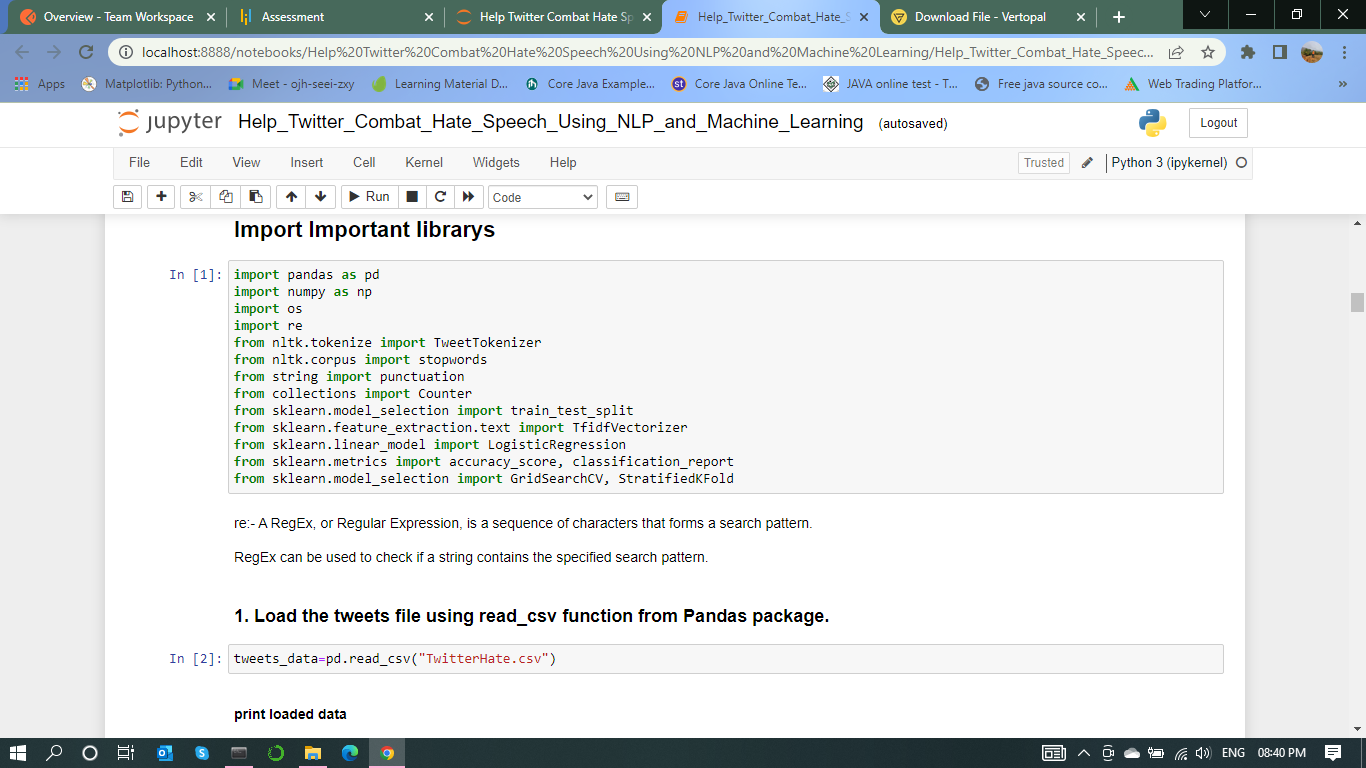 Overview - Team Workspace
Assessment
Help Twitter Combat Hate Sp
Help_Twitter_Combat_Hate_S
Download File - Vertopal
localhost:8888/notebooks/Help%20Twitter%20Combat%20Hate%20Speech%20Using%20NLP%20and%20Machine%20Learning/Help_Twitter_Combat_Hate_Speec...
Apps
Matplotlib: Python...
Meet - ojh-seei-zxy
Learning Material D...
Core Java Example...
Core Java Online Te...
JAVA online test - T...
Free java source co...
Web Trading Platfor...
»
jupyter Help_Twitter_Combat_Hate_Speech_Using_NLP_and_Machine_Learning (autosaved)
Logout
File Edit View Insert Cell Kernel Widgets Help
Trusted
Python 3 (ipykernel)
Run
Code
Import Important librarys
In [1]: import pandas as pd
import numpy as np
import os
import re
from nltk.tokenize import TweetTokenizer
from nltk.corpus import stopwords
from string import punctuation
from collections import Counter
from sklearn.model_selection import train_test_split
from sklearn.feature_extraction.text import TfidfVectorizer
from sklearn.linear_model import LogisticRegression
from sklearn.metrics import accuracy_score, classification_report
from sklearn.model_selection import GridSearchCV, StratifiedKFold
re:- A RegEx, or Regular Expression, is a sequence of characters that forms a search pattern.
RegEx can be used to check if a string contains the specified search pattern.
1. Load the tweets file using read_csv function from Pandas package.
In [2]: tweets_data=pd.read_csv("TwitterHate.csv")
print loaded data
ENG 08:40 PM